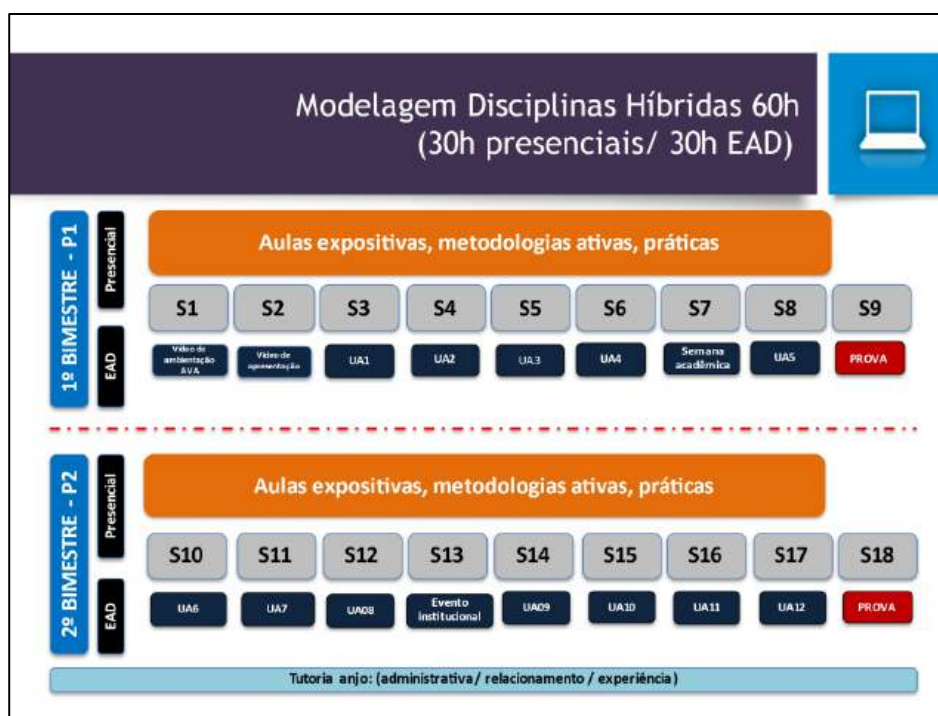 Modelagem Disciplinas Híbridas 60h
(30h presenciais/ 30h EAD)
1º BIMESTRE - P1
Presencial
EAD
Aulas expositivas, metodologias ativas, práticas
S1 S2 S3 S4 S5 S6 S7 S8 S9
Vídeo de
ambientação
AVA
Vídeo de
apresentação
UA1
UA2
UA3
UA4
Semana
acadêmica
UA5
PROVA
2º BIMESTRE - P2
Presencial
EAD
Aulas expositivas, metodologias ativas, práticas
S10 S11 S12 S13 S14 S15 S16 S17 S18
UA6
UA7
UA08
Evento
institucional
UA09
UA10
UA11
UA12
PROVA
Tutoria anjo: (administrativa/ relacionamento / experiência)